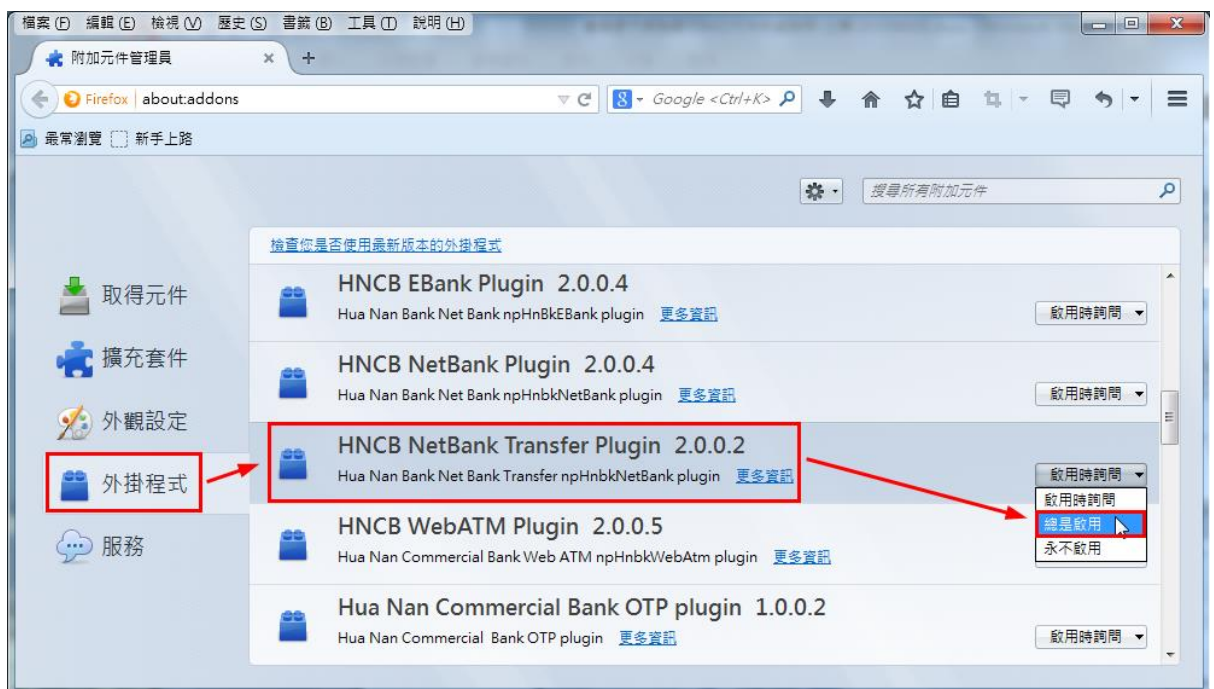 檔案(F) 編輯(E) 檢視(V) 歷史(S) 書籤(B) 工具(T) 說明(H)
附加元件管理員
Firefox about:addons
Google <Ctrl+K>
最常瀏覽 新手上路
搜尋所有附加元件
檢查您是否使用最新版本的外掛程式
取得元件
擴充套件
外觀設定
外掛程式
服務
HNCB EBank Plugin 2.0.0.4
Hua Nan Bank Net Bank npHnBkEBank plugin 更多資訊
啟用時詢問
HNCB NetBank Plugin 2.0.0.4
Hua Nan Bank Net Bank npHnbkNetBank plugin 更多資訊
啟用時詢問
HNCB NetBank Transfer Plugin 2.0.0.2
Hua Nan Bank Net Bank Transfer npHnbkNetBank plugin 更多資訊
啟用時詢問
啟用時詢問
總是啟用
永不啟用
HNCB WebATM Plugin 2.0.0.5
Hua Nan Commercial Bank Web ATM npHnbkWebAtm plugin 更多資訊
Hua Nan Commercial Bank OTP plugin 1.0.0.2
Hua Nan Commercial Bank OTP plugin 更多資訊
啟用時詢問